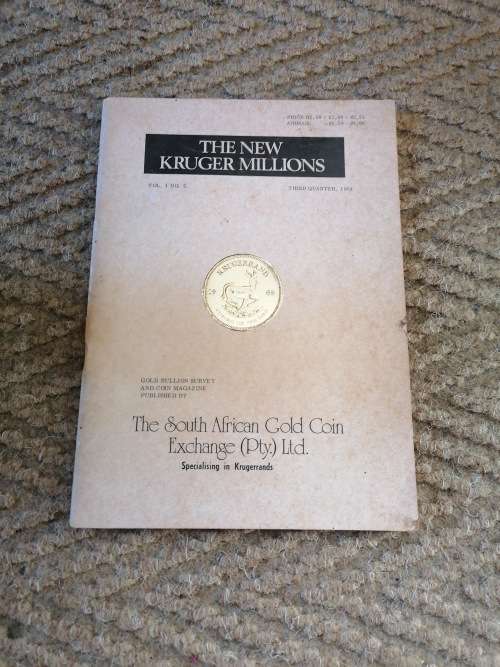 THE NEW
KRUGER MILLIONS
THIRD QUARTER,
KRUGERRAND
GOLD BULLION SURVEY
AND COIN MAGAZINE
PUBLISHED BY
The South African Gold Coin
Exchange (Pty.) Ltd.
Specialising in Krugerrands